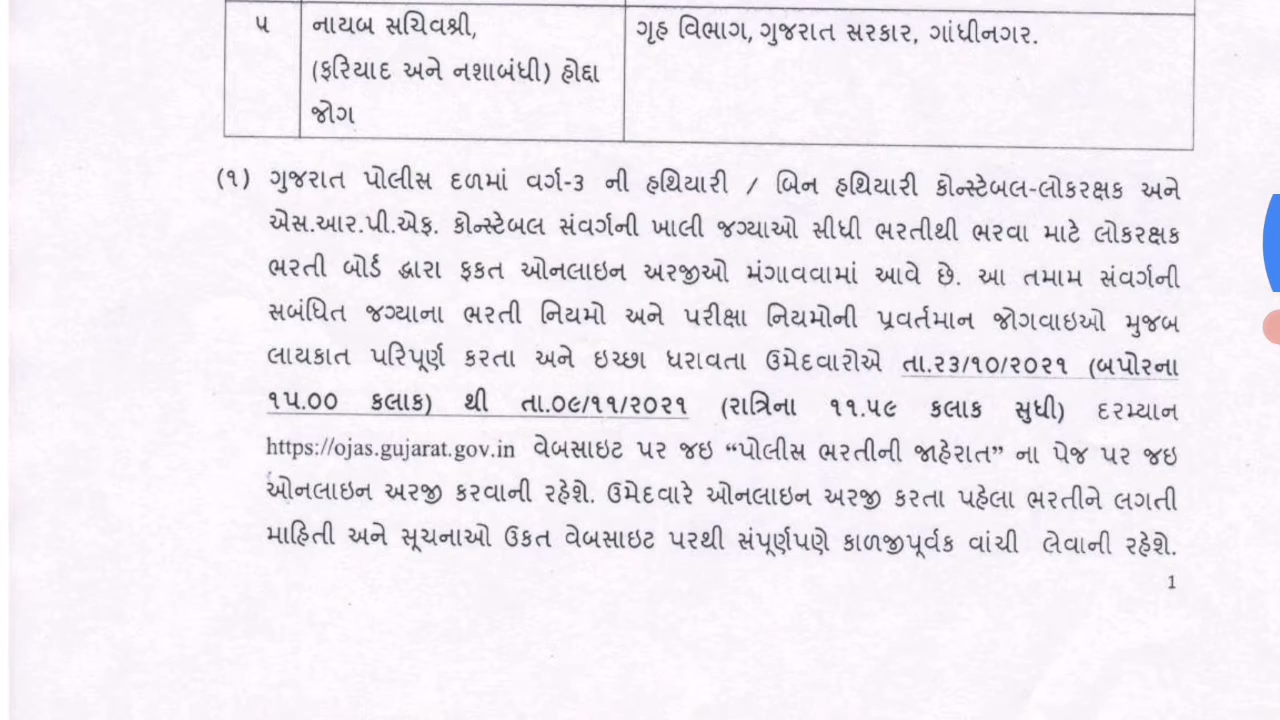 ૫ નાયબ સચિવશ્રી, ગૃહ વિભાગ, ગુજરાત સરકાર, ગાંધીનગર.
(ફરિયાદ અને નશાબંધી) હોદ્દા
જોગ
(૧) ગુજરાત પોલીસ દળમાં વર્ગ-૩ ની હથિયારી / બિન હથિયારી કોન્સ્ટેબલ-લોકરક્ષક અને
એસ.આર.પી.એફ. કોન્સ્ટેબલ સંવર્ગની ખાલી જગ્યાઓ સીધી ભરતીથી ભરવા માટે લોકરક્ષક
ભરતી બોર્ડ દ્વારા ફકત ઓનલાઇન અરજીઓ મંગાવવામાં આવે છે. આ તમામ સંવર્ગની
સબંધિત જગ્યાના ભરતી નિયમો અને પરીક્ષા નિયમોની પ્રવર્તમાન જોગવાઇઓ મુજબ
લાયકાત પરિપૂર્ણ કરતા અને ઇચ્છા ધરાવતા ઉમેદવારોએ તા.૨૩/૧૦/૨૦૨૧ (બપોરના
૧૫.૦૦ કલાક) થી તા.૦૯/૧૧/૨૦૨૧ (રાત્રિના ૧૧.૫૯ કલાક સુધી) દરમ્યાન
https://ojas.gujarat.gov.in વેબસાઇટ પર જઇ “પોલીસ ભરતીની જાહેરાત” ના પેજ પર જઇ
ઓનલાઇન અરજી કરવાની રહેશે. ઉમેદવારે ઓનલાઇન અરજી કરતા પહેલા ભરતીને લગતી
માહિતી અને સૂચનાઓ ઉકત વેબસાઇટ પરથી સંપૂર્ણપણે કાળજીપૂર્વક વાંચી લેવાની રહેશે.
1